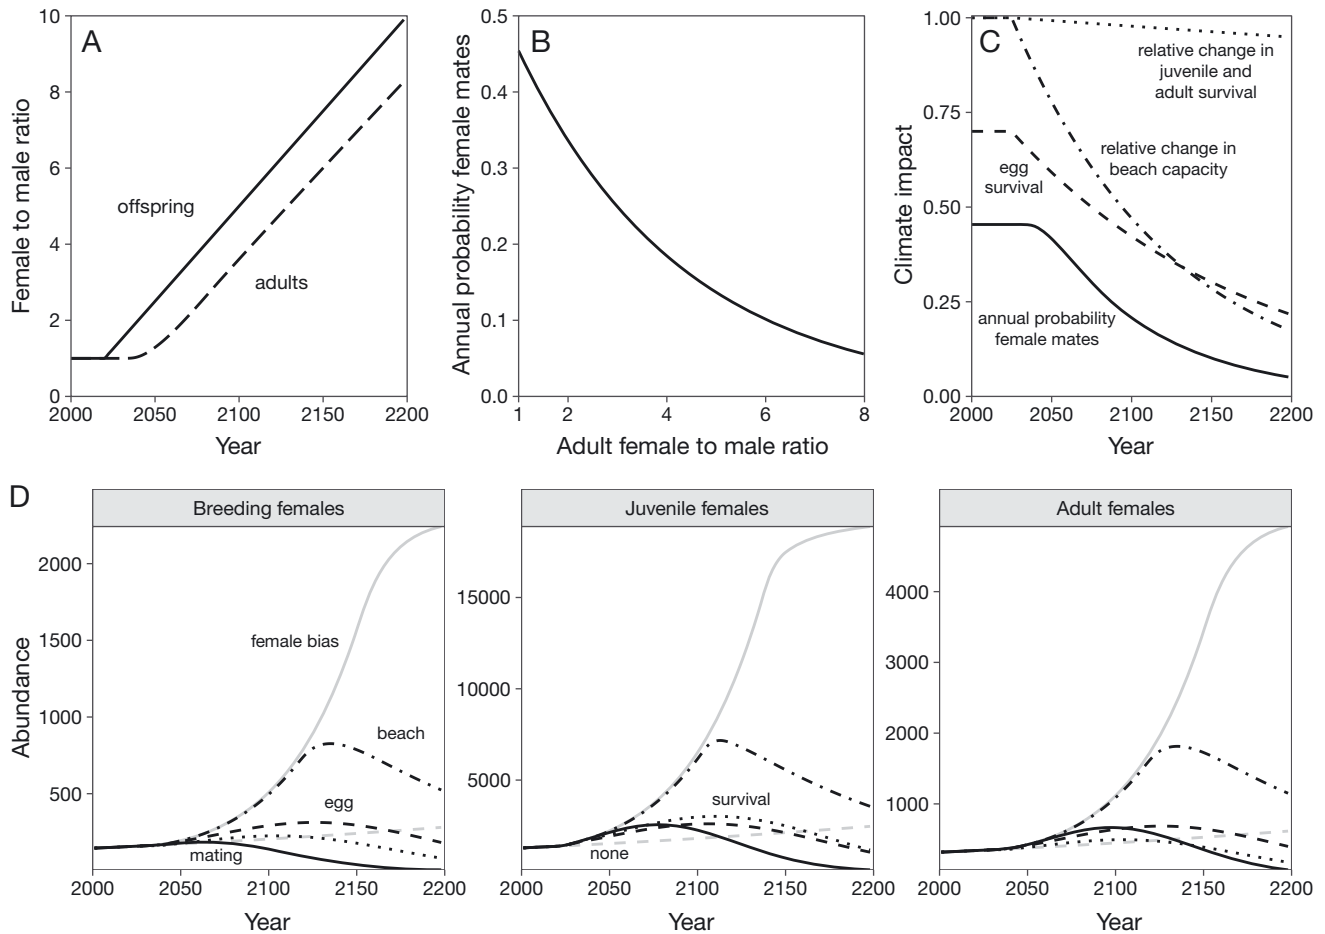 A
Female to male ratio
10
8
6
4
2
0
offspring
adults
2000
2050
2100
2150
2200
Year
B
Annual probability female mates
0.5
0.4
0.3
0.2
0.1
0.0
1
2
4
6
8
Adult female to male ratio
C
Climate impact
1.00
0.75
0.50
0.25
0.00
relative change in
juvenile and
adult survival
relative change in
beach capacity
egg
survival
annual probability
female mates
2000
2050
2100
2150
2200
Year
D
Breeding females
Abundance
2000
1500
1000
500
female bias
beach
egg
mating
2000
2050
2100
2150
2200
Year
Juvenile females
15000
10000
5000
survival
none
2000
2050
2100
2150
2200
Year
Adult females
4000
3000
2000
1000
2000
2050
2100
2150
2200
Year